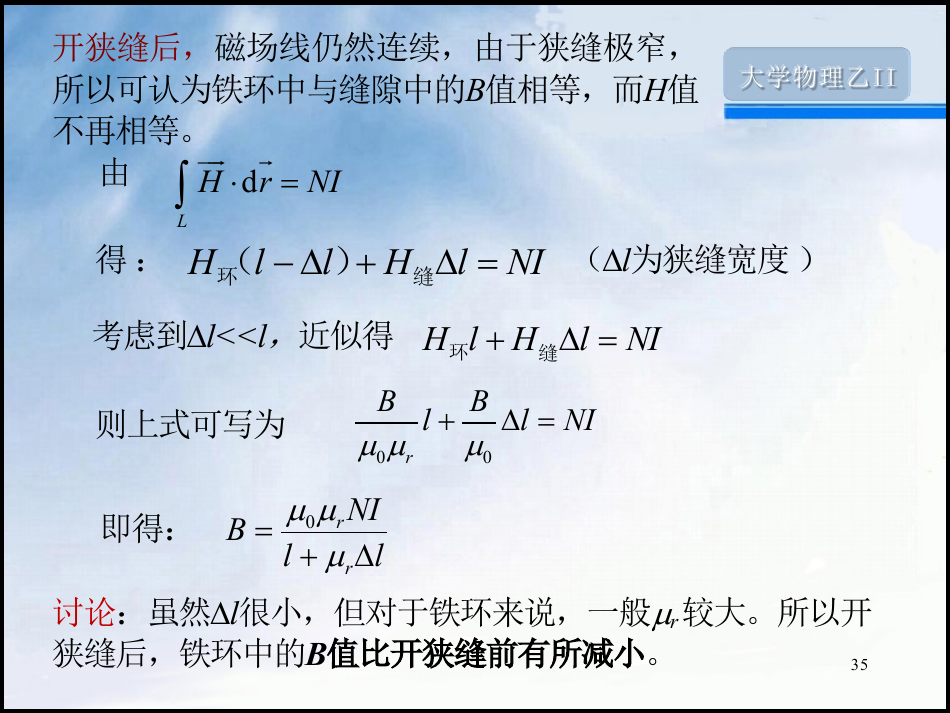 开狭缝后，磁场线仍然连续，由于狭缝极窄，
所以可认为铁环中与缝隙中的B值相等，而H值
不再相等。
大学物理乙II
由 ∫_L H⃗ · dr⃗ = NI
得： H环（l − Δl）+ H缝Δl = NI （Δl为狭缝宽度 ）
考虑到Δl<<l，近似得 H环l + H缝Δl = NI
则上式可写为 B/(μ₀μᵣ) l + B/μ₀ Δl = NI
即得： B = μ₀μᵣNI / (l + μᵣΔl)
讨论：虽然Δl很小，但对于铁环来说，一般μᵣ较大。所以开
狭缝后，铁环中的B值比开狭缝前有所减小。
35